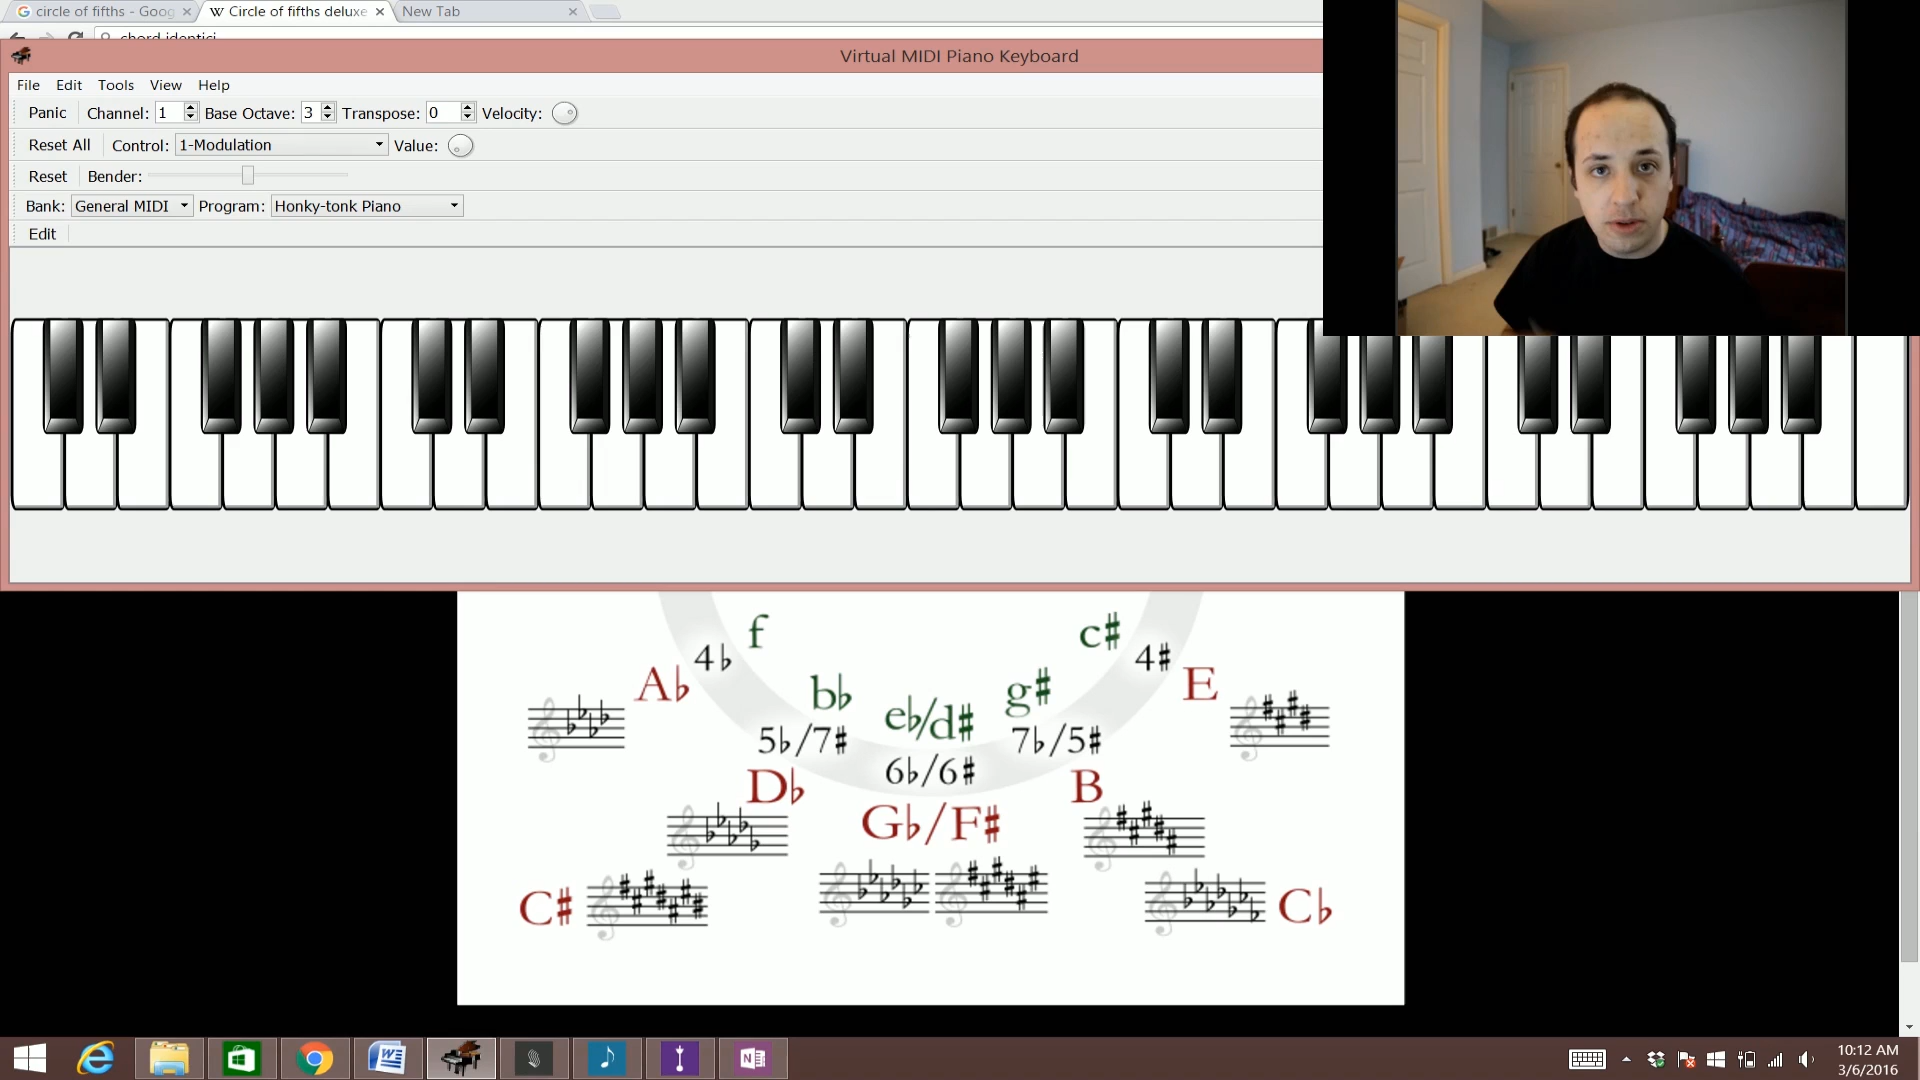 circle of fifths - Goog
W Circle of fifths deluxe
New Tab
chord identici
Virtual MIDI Piano Keyboard
File Edit Tools View Help
Panic Channel: 1 Base Octave: 3 Transpose: 0 Velocity:
Reset All Control: 1-Modulation Value:
Reset Bender:
Bank: General MIDI Program: Honky-tonk Piano
Edit
f c♯
4♭ 4♯
A♭ E
b♭ e♭/d♯ g♯
5♭/7♯ 6♭/6♯ 7♭/5♯
D♭ G♭/F♯ B
C♯ C♭
10:12 AM
3/6/2016